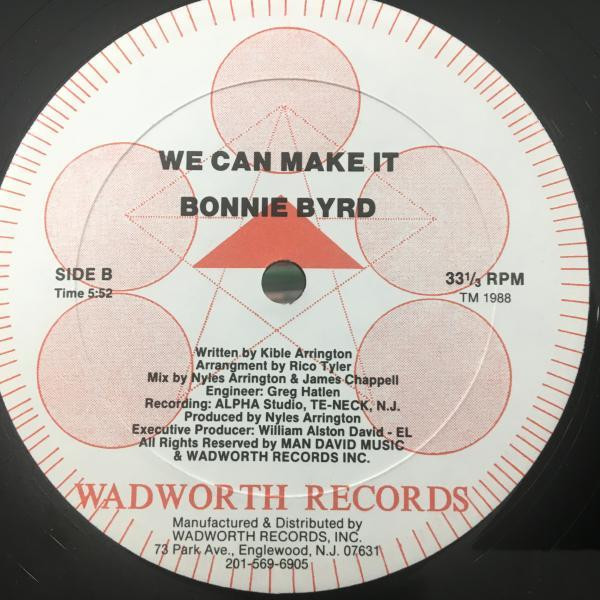 WE CAN MAKE IT
BONNIE BYRD
SIDE B
Time 5:52
33 1/3 RPM
TM 1988
Written by Kible Arrington
Arrangment by Rico Tyler
Mix by Nyles Arrington & James Chappell
Engineer: Greg Hatlen
Recording: ALPHA Studio, TE-NECK, N.J.
Produced by Nyles Arrington
Executive Producer: William Alston David - EL
All Rights Reserved by MAN DAVID MUSIC
& WADWORTH RECORDS INC.
WADWORTH RECORDS
Manufactured & Distributed by
WADWORTH RECORDS, INC.
73 Park Ave., Englewood, N.J. 07631
201-569-6905